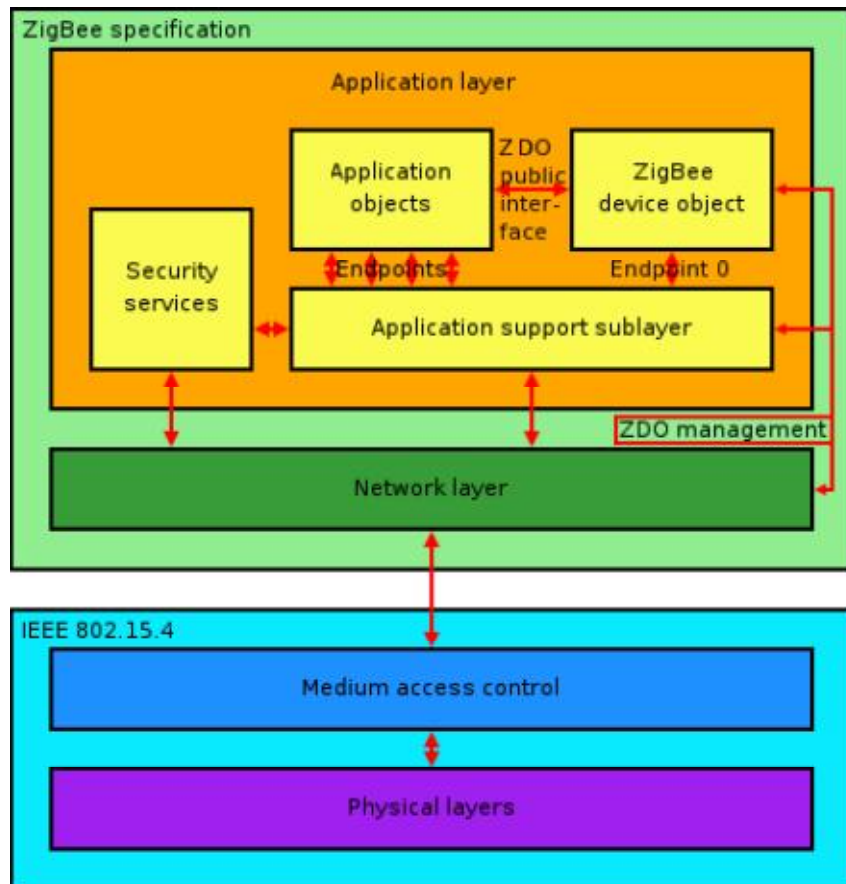 ZigBee specification
Application layer
Application
objects
ZDO
public
inter-
face
ZigBee
device object
Security
services
Endpoints
Endpoint 0
Application support sublayer
ZDO management
Network layer
IEEE 802.15.4
Medium access control
Physical layers